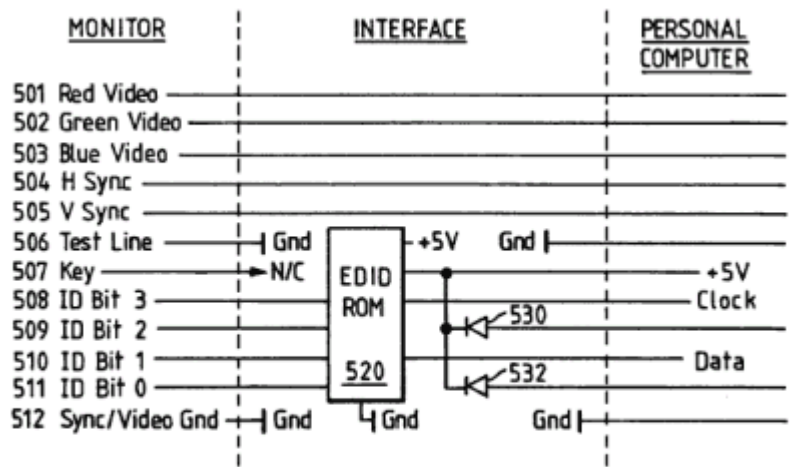 MONITOR INTERFACE PERSONAL
COMPUTER
501 Red Video
502 Green Video
503 Blue Video
504 H Sync
505 V Sync
506 Test Line Gnd +5V Gnd
507 Key N/C EDID +5V
508 ID Bit 3 ROM Clock
509 ID Bit 2 530
510 ID Bit 1 520 Data
511 ID Bit 0 532
512 Sync/Video Gnd Gnd Gnd Gnd